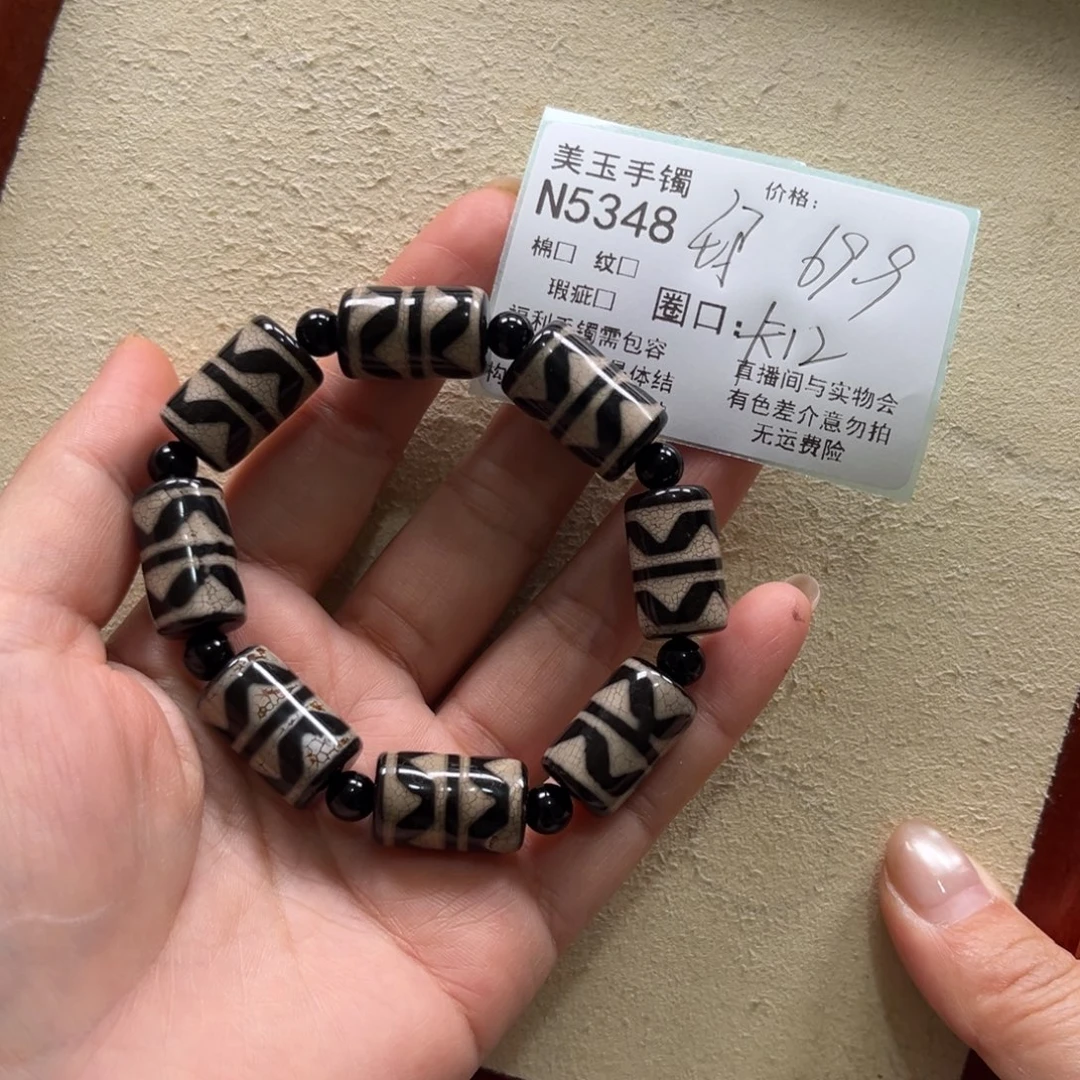 美玉手镯
价格：
N5348
69.9
棉□ 纹□
瑕疵□
圈口：
卡12
福利手镯需包容
体结
直播间与实物会
有色差介意勿拍
无运费险